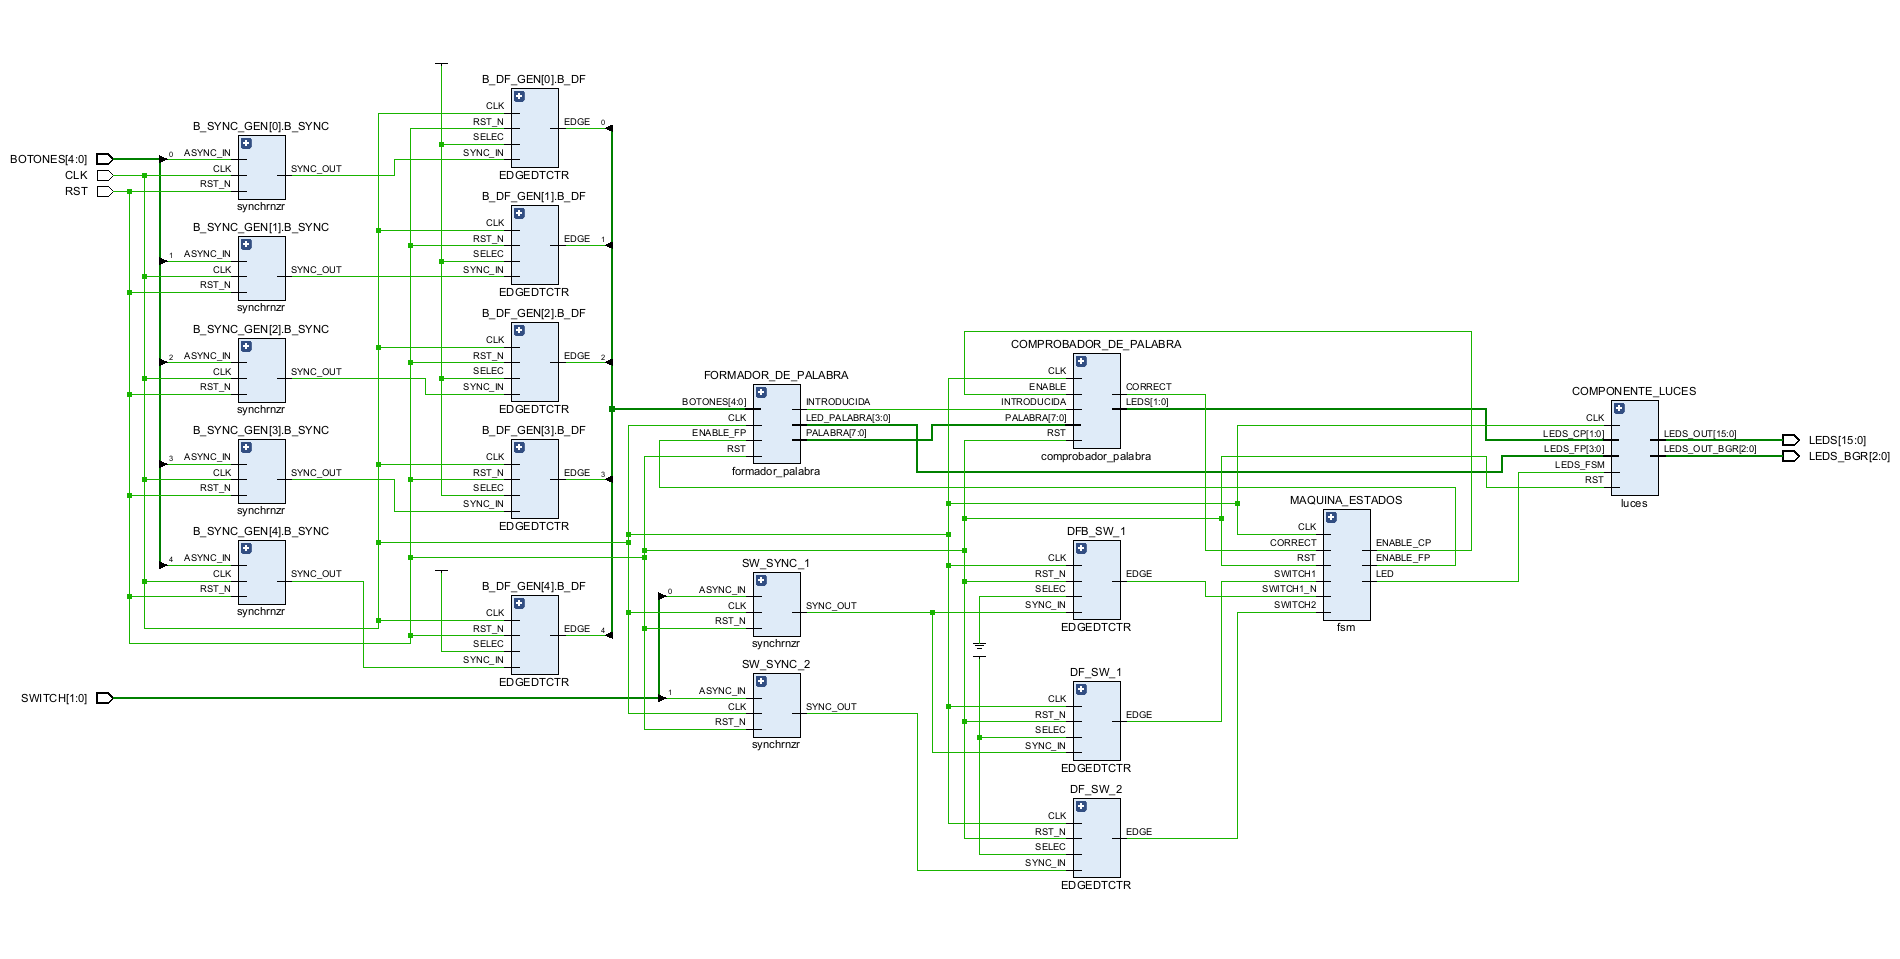 BOTONES[4:0]
CLK
RST
SWITCH[1:0]
B_SYNC_GEN[0].B_SYNC
0
ASYNC_IN
CLK
RST_N
SYNC_OUT
synchrnzr
B_SYNC_GEN[1].B_SYNC
1
ASYNC_IN
CLK
RST_N
SYNC_OUT
synchrnzr
B_SYNC_GEN[2].B_SYNC
2
ASYNC_IN
CLK
RST_N
SYNC_OUT
synchrnzr
B_SYNC_GEN[3].B_SYNC
3
ASYNC_IN
CLK
RST_N
SYNC_OUT
synchrnzr
B_SYNC_GEN[4].B_SYNC
4
ASYNC_IN
CLK
RST_N
SYNC_OUT
synchrnzr
B_DF_GEN[0].B_DF
CLK
RST_N
SELEC
SYNC_IN
EDGE
0
EDGEDTCTR
B_DF_GEN[1].B_DF
CLK
RST_N
SELEC
SYNC_IN
EDGE
1
EDGEDTCTR
B_DF_GEN[2].B_DF
CLK
RST_N
SELEC
SYNC_IN
EDGE
2
EDGEDTCTR
B_DF_GEN[3].B_DF
CLK
RST_N
SELEC
SYNC_IN
EDGE
3
EDGEDTCTR
B_DF_GEN[4].B_DF
CLK
RST_N
SELEC
SYNC_IN
EDGE
4
EDGEDTCTR
FORMADOR_DE_PALABRA
BOTONES[4:0]
CLK
ENABLE_FP
RST
INTRODUCIDA
LED_PALABRA[3:0]
PALABRA[7:0]
formador_palabra
SW_SYNC_1
0
ASYNC_IN
CLK
RST_N
SYNC_OUT
synchrnzr
SW_SYNC_2
1
ASYNC_IN
CLK
RST_N
SYNC_OUT
synchrnzr
COMPROBADOR_DE_PALABRA
CLK
ENABLE
INTRODUCIDA
PALABRA[7:0]
RST
CORRECT
LEDS[1:0]
comprobador_palabra
DFB_SW_1
CLK
RST_N
SELEC
SYNC_IN
EDGE
EDGEDTCTR
DF_SW_1
CLK
RST_N
SELEC
SYNC_IN
EDGE
EDGEDTCTR
DF_SW_2
CLK
RST_N
SELEC
SYNC_IN
EDGE
EDGEDTCTR
MAQUINA_ESTADOS
CLK
CORRECT
RST
SWITCH1
SWITCH1_N
SWITCH2
ENABLE_CP
ENABLE_FP
LED
fsm
COMPONENTE_LUCES
CLK
LEDS_CP[1:0]
LEDS_FP[3:0]
LEDS_FSM
RST
LEDS_OUT[15:0]
LEDS_OUT_BGR[2:0]
luces
LEDS[15:0]
LEDS_BGR[2:0]